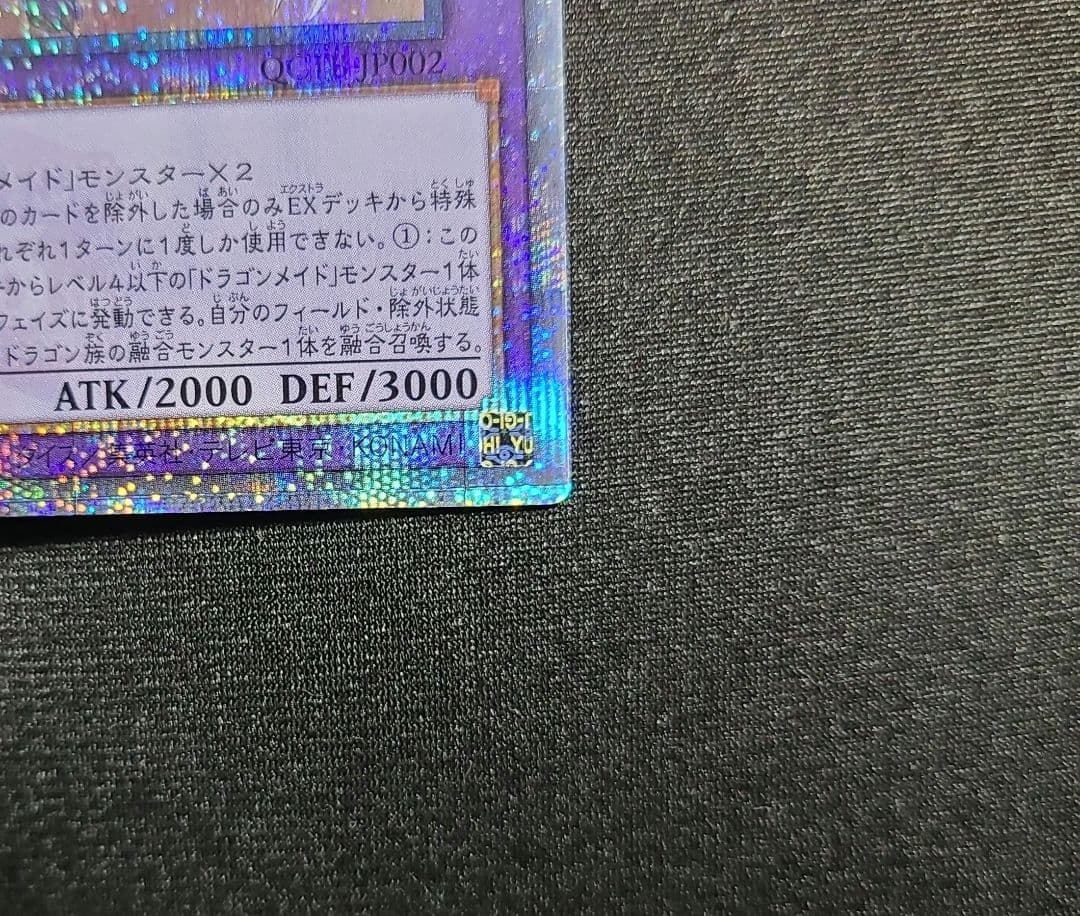 JP002
メイド」モンスター×2
のカードを除外した場合のみEXデッキから特殊
れぞれ1ターンに1度しか使用できない。①：この
からレベル4以下の「ドラゴンメイド」モンスター1体
フェイズに発動できる。自分のフィールド・除外状態
ドラゴン族の融合モンスター1体を融合召喚する。
ATK/2000 DEF/3000
ダイス／集英社・テレビ東京・KONAMI